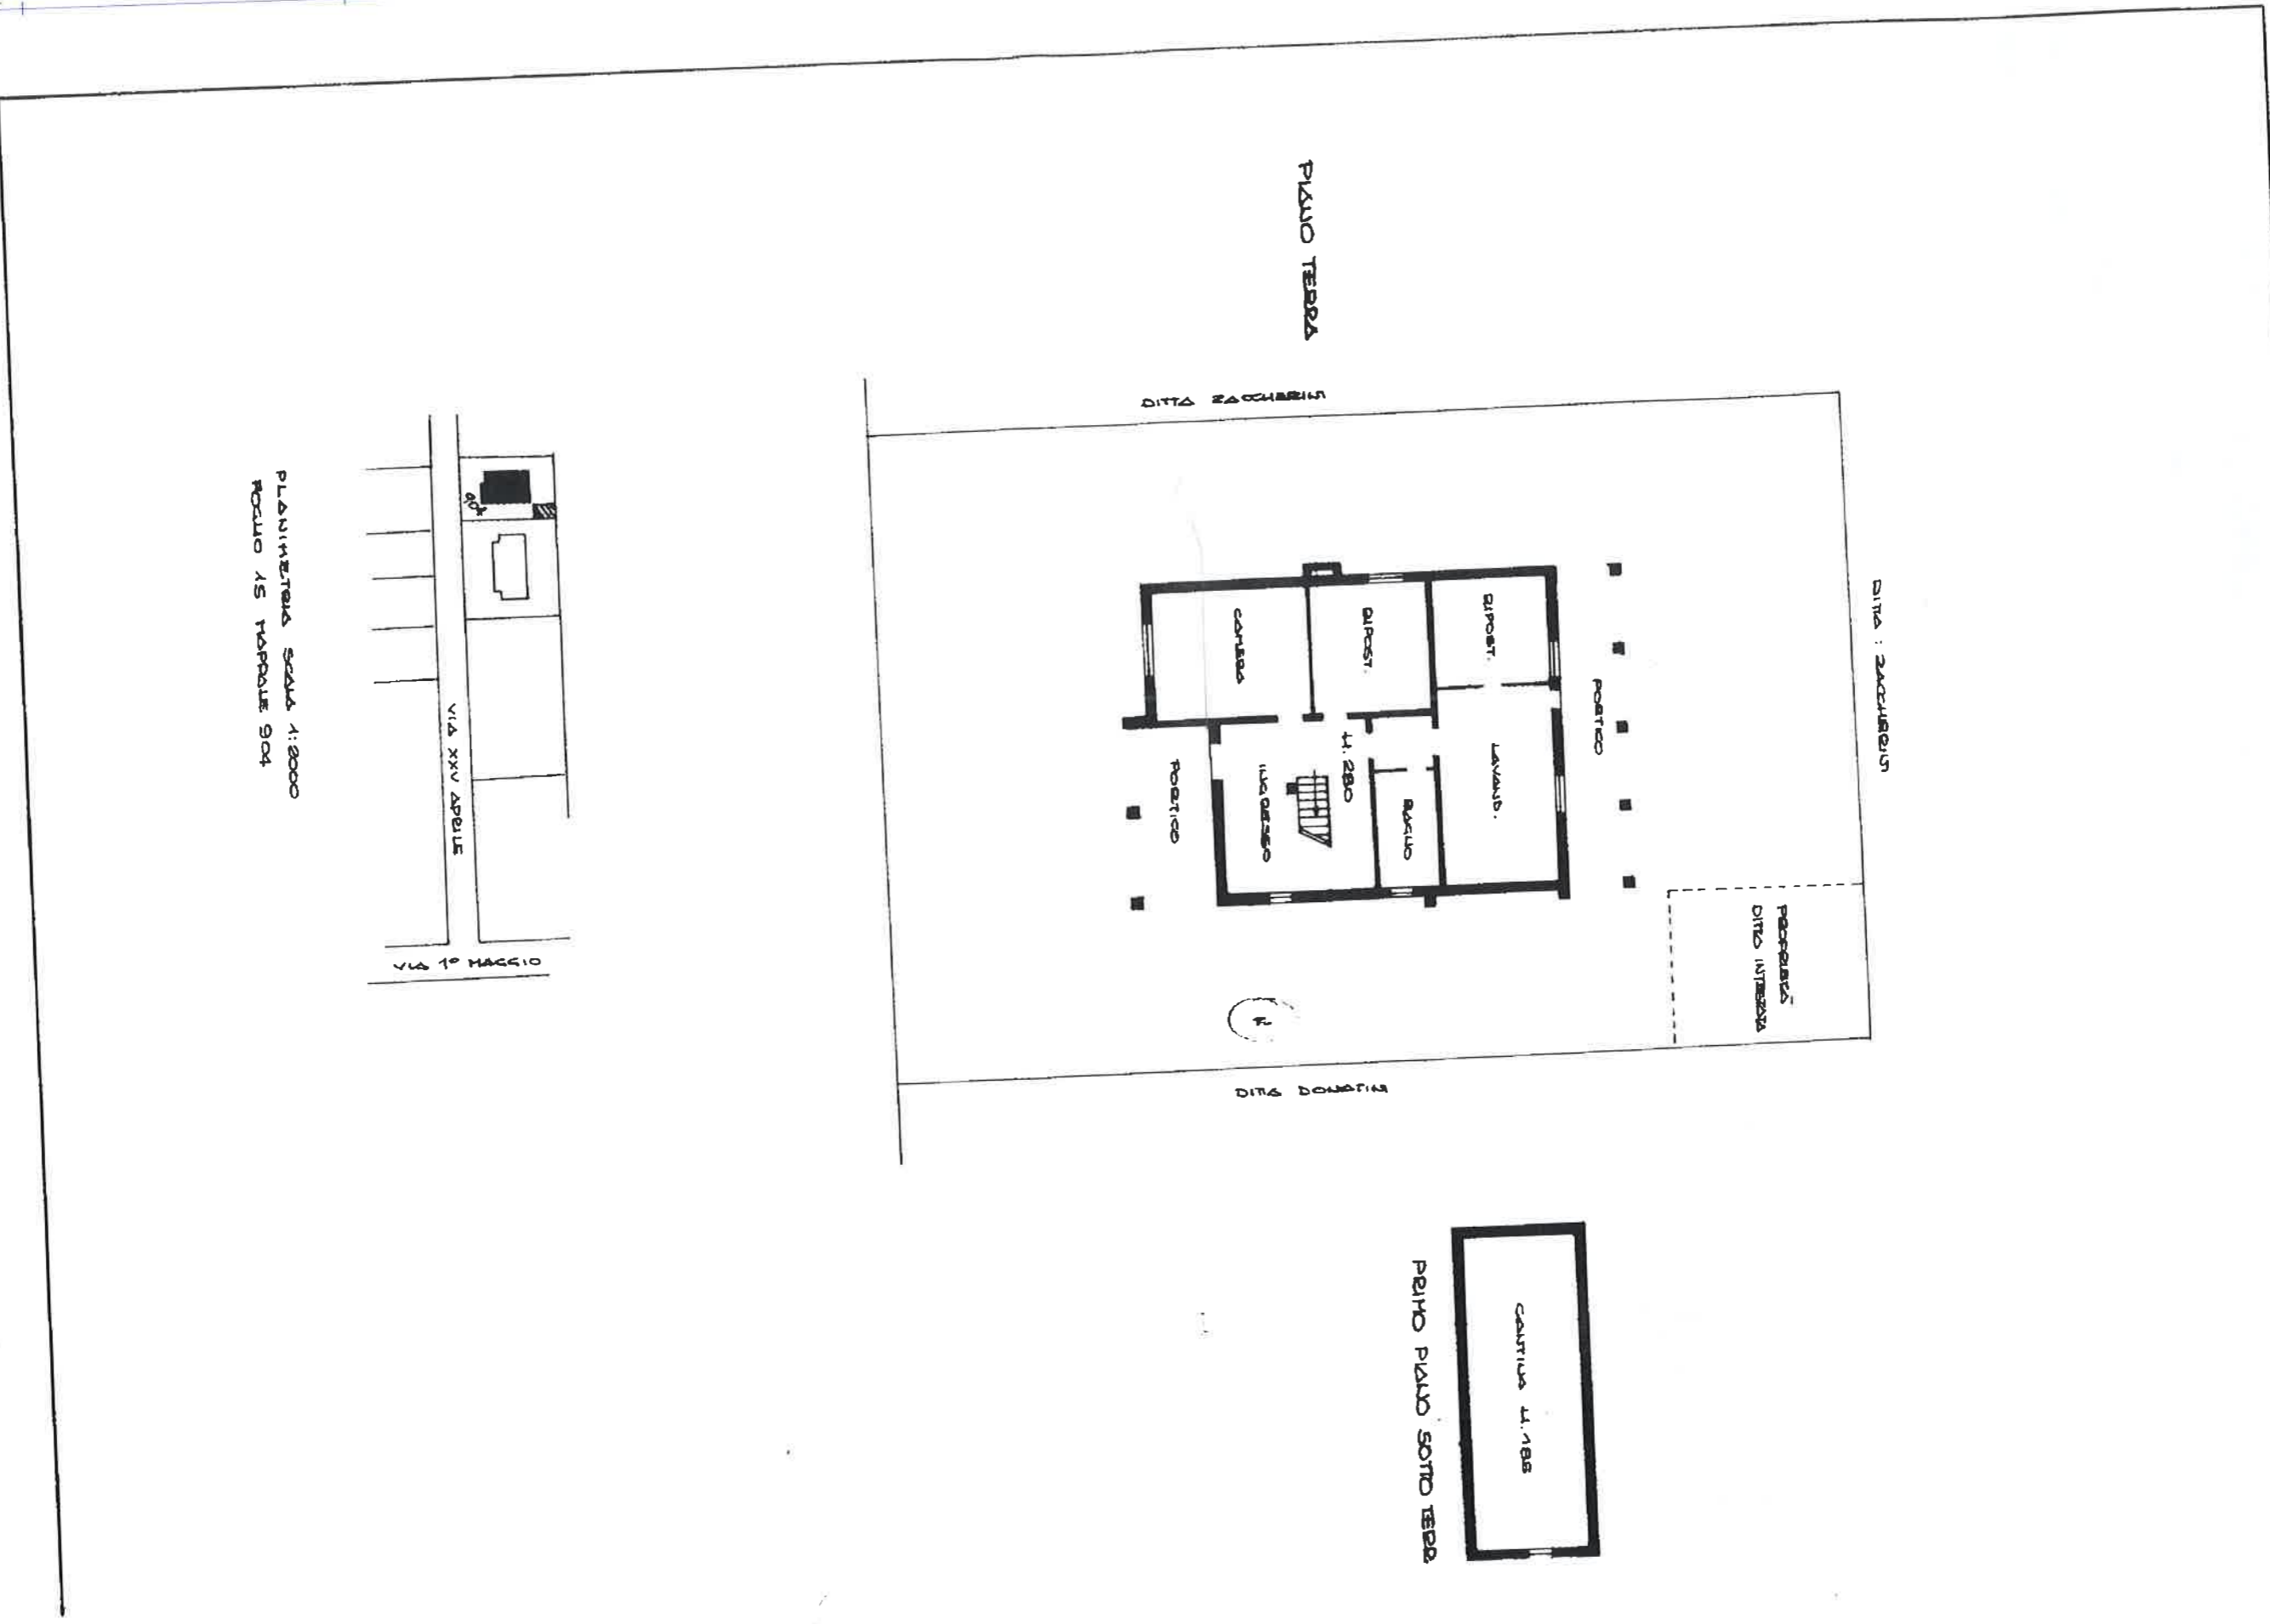 PIANO TERRA
DITTA ZACCHERINI
DITTA : ZACCHERINI
RIPOST.
RIPOST.
CAMERA
PORTICO
LAVAND.
H. 280
BAGNO
INGRESSO
PORTICO
PROPRIETÀ
DITTA INTESTATA
DITTA DONATINI
PRIMO PIANO SOTTO TERR.
CANTINA H. 185
VIA XXV APRILE
VIA 1° MAGGIO
PLANIMETRIA SCALA 1:2000
FOGLIO 15 MAPPALE 904